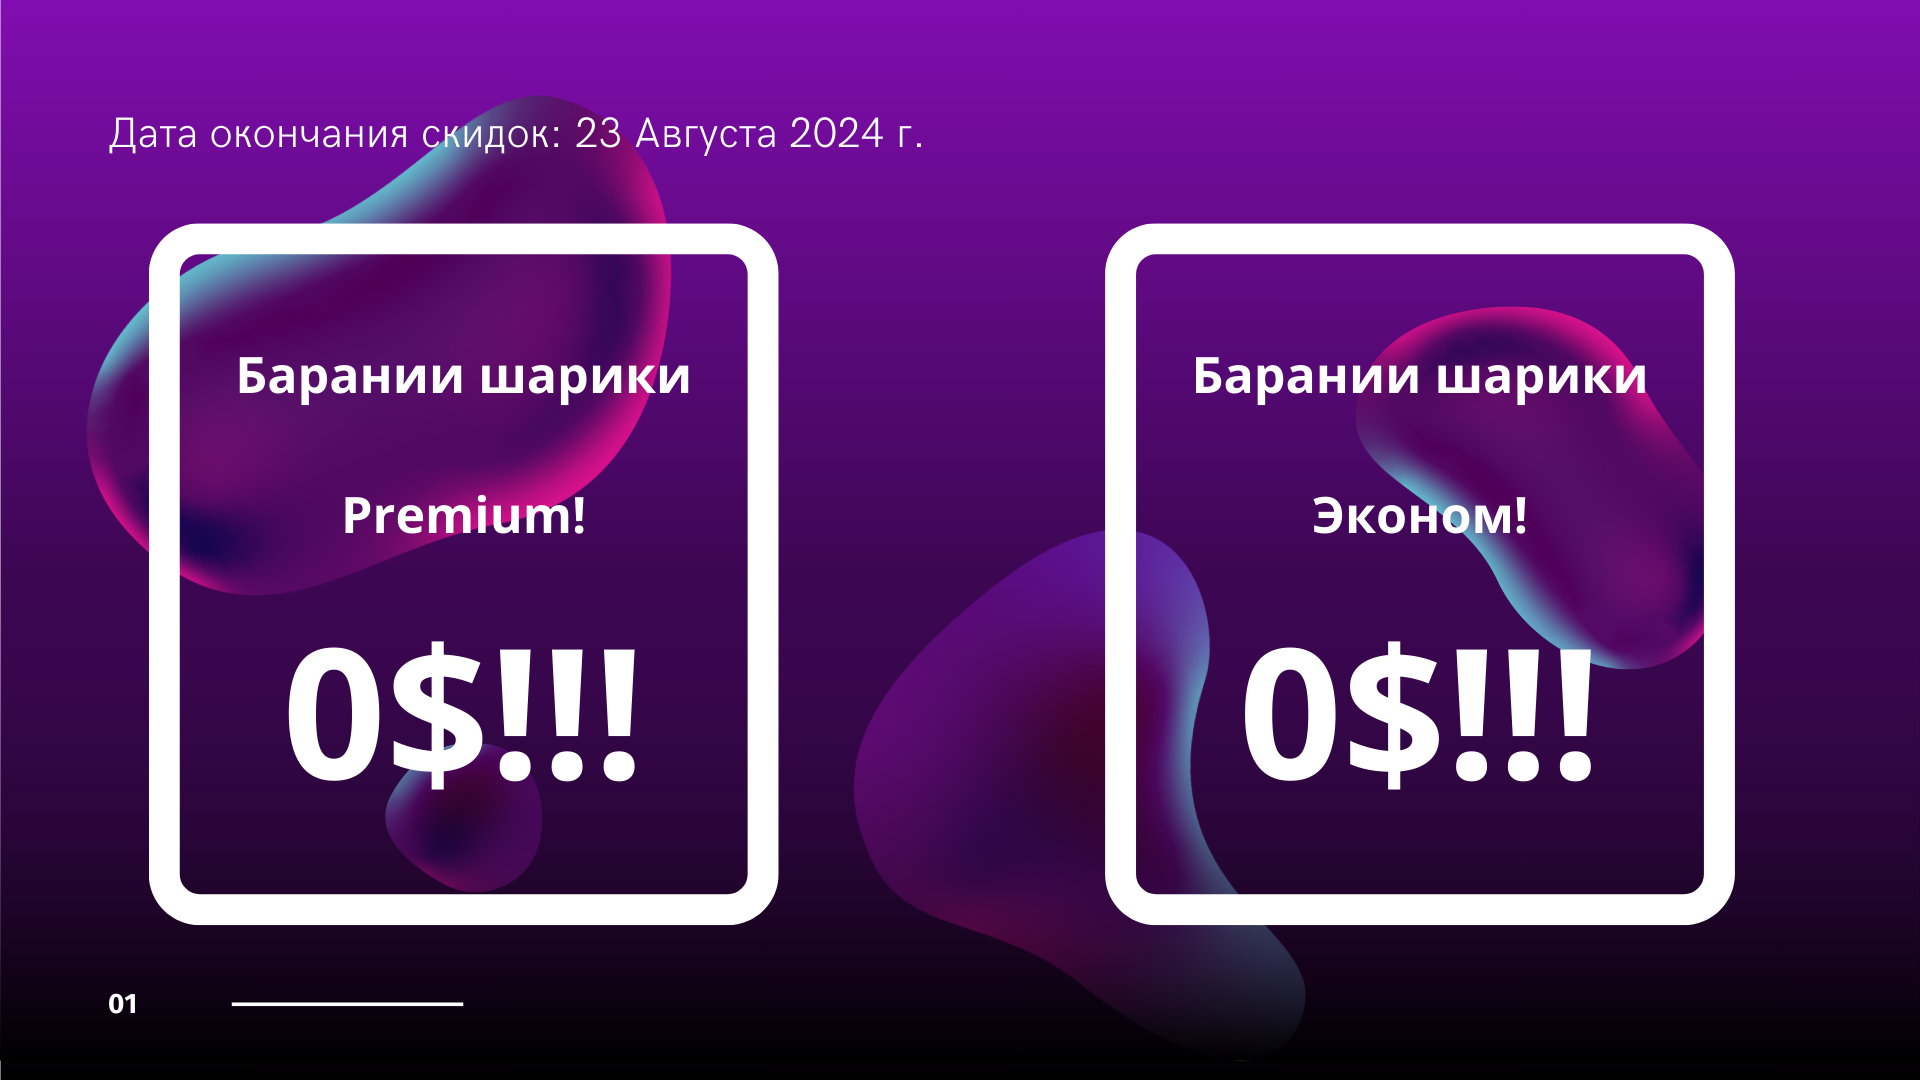 Дата окончания скидок: 23 Августа 2024 г.
Барании шарики
Premium!
0$!!!
Барании шарики
Эконом!
0$!!!
01